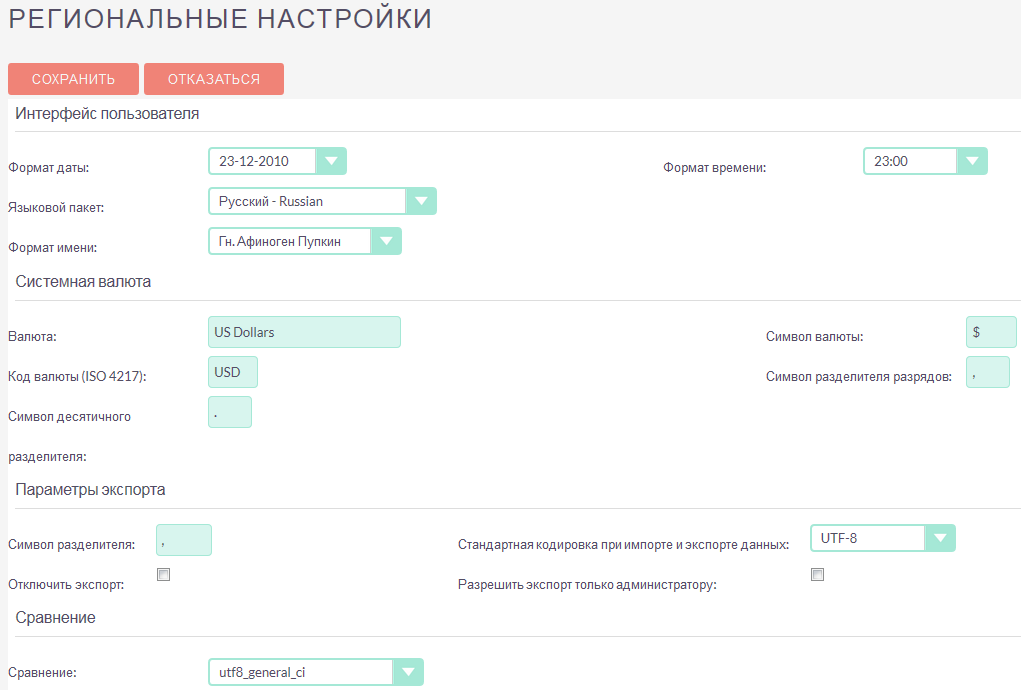 РЕГИОНАЛЬНЫЕ НАСТРОЙКИ
СОХРАНИТЬ ОТКАЗАТЬСЯ
Интерфейс пользователя
Формат даты: 23-12-2010 Формат времени: 23:00
Языковой пакет: Русский - Russian
Формат имени: Гн. Афиноген Пупкин
Системная валюта
Валюта: US Dollars Символ валюты: $
Код валюты (ISO 4217): USD Символ разделителя разрядов: ,
Символ десятичного .
разделителя:
Параметры экспорта
Символ разделителя: , Стандартная кодировка при импорте и экспорте данных: UTF-8
Отключить экспорт: Разрешить экспорт только администратору:
Сравнение
Сравнение: utf8_general_ci